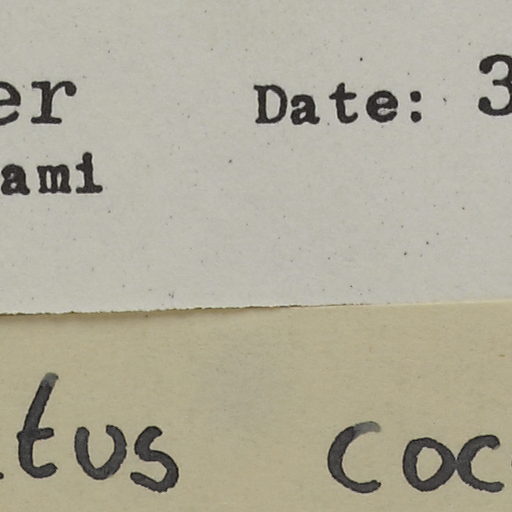 er Date: 3
ami
tus coc